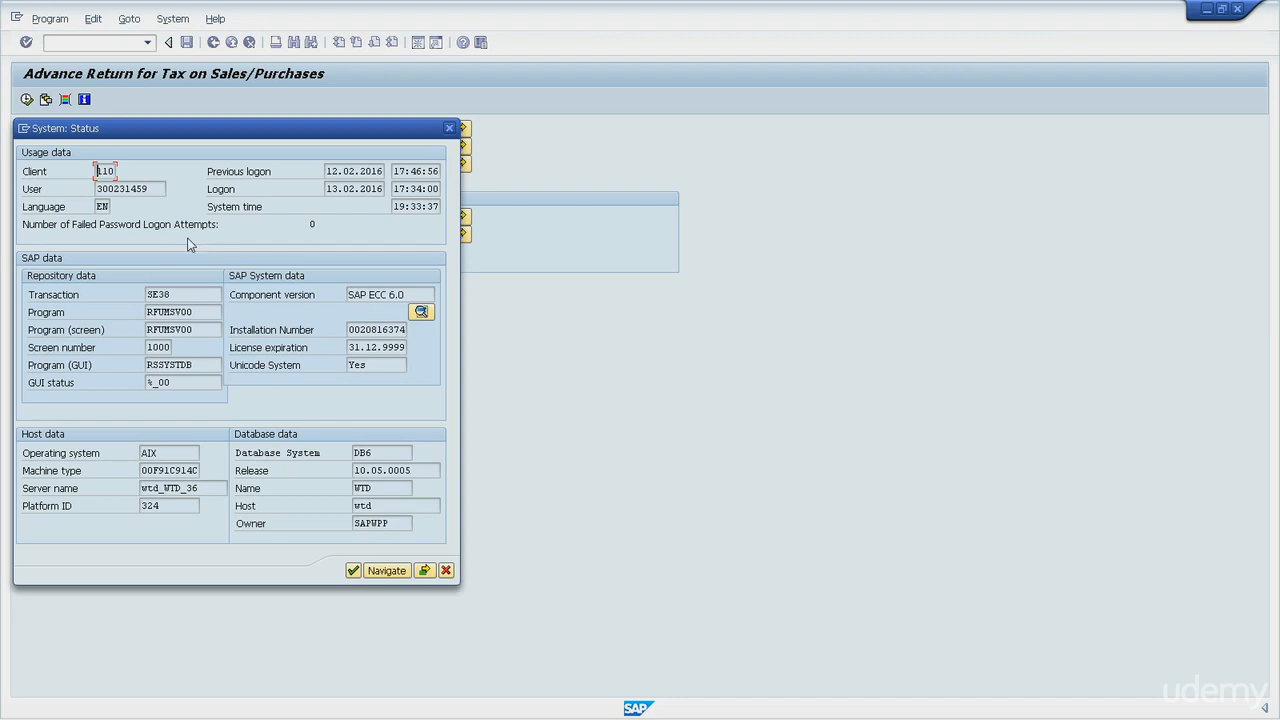 Program Edit Goto System Help
Advance Return for Tax on Sales/Purchases
System: Status
Usage data
Client 110 Previous logon 12.02.2016 17:46:56
User 300231459 Logon 13.02.2016 17:34:00
Language EN System time 19:33:37
Number of Failed Password Logon Attempts: 0
SAP data
Repository data SAP System data
Transaction SE38 Component version SAP ECC 6.0
Program RFUMSV00
Program (screen) RFUMSV00 Installation Number 0020816374
Screen number 1000 License expiration 31.12.9999
Program (GUI) RSSYSTDB Unicode System Yes
GUI status %_00
Host data Database data
Operating system AIX Database System DB6
Machine type 00F91C914C Release 10.05.0005
Server name wtd_WTD_36 Name WTD
Platform ID 324 Host wtd
Owner SAPWPP
Navigate
udemy
SAP